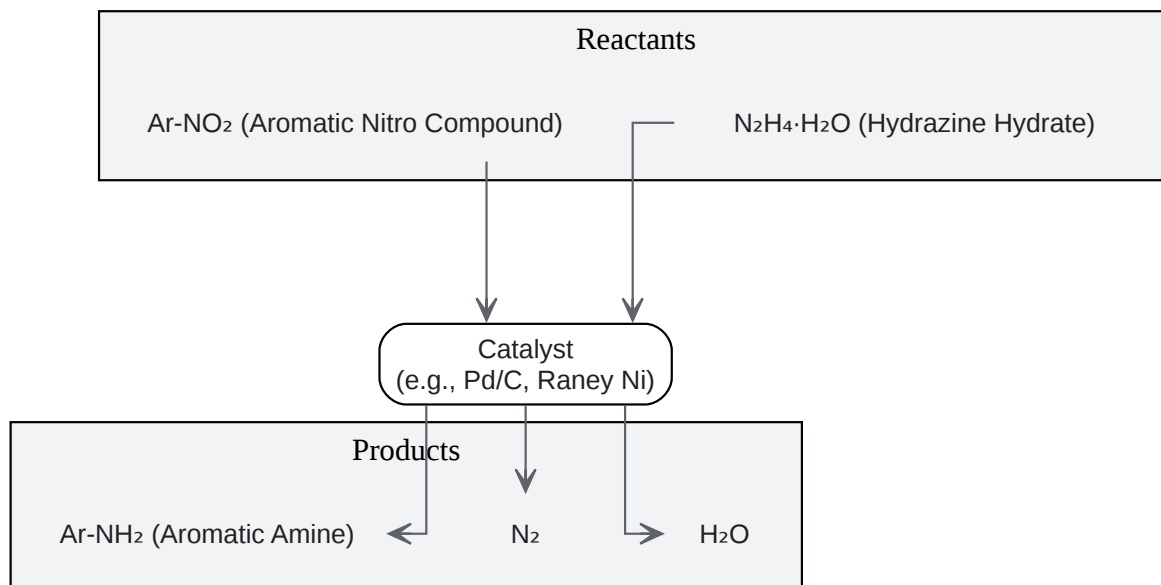 Reactants
Ar-NO₂ (Aromatic Nitro Compound)
N₂H₄·H₂O (Hydrazine Hydrate)
Catalyst
(e.g., Pd/C, Raney Ni)
Products
Ar-NH₂ (Aromatic Amine)
N₂
H₂O